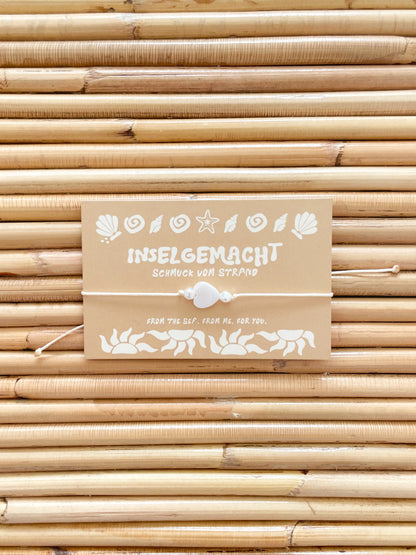 INSELGEMACHT
SCHMUCK VOM STRAND
FROM THE SEA. FROM ME. FOR YOU.